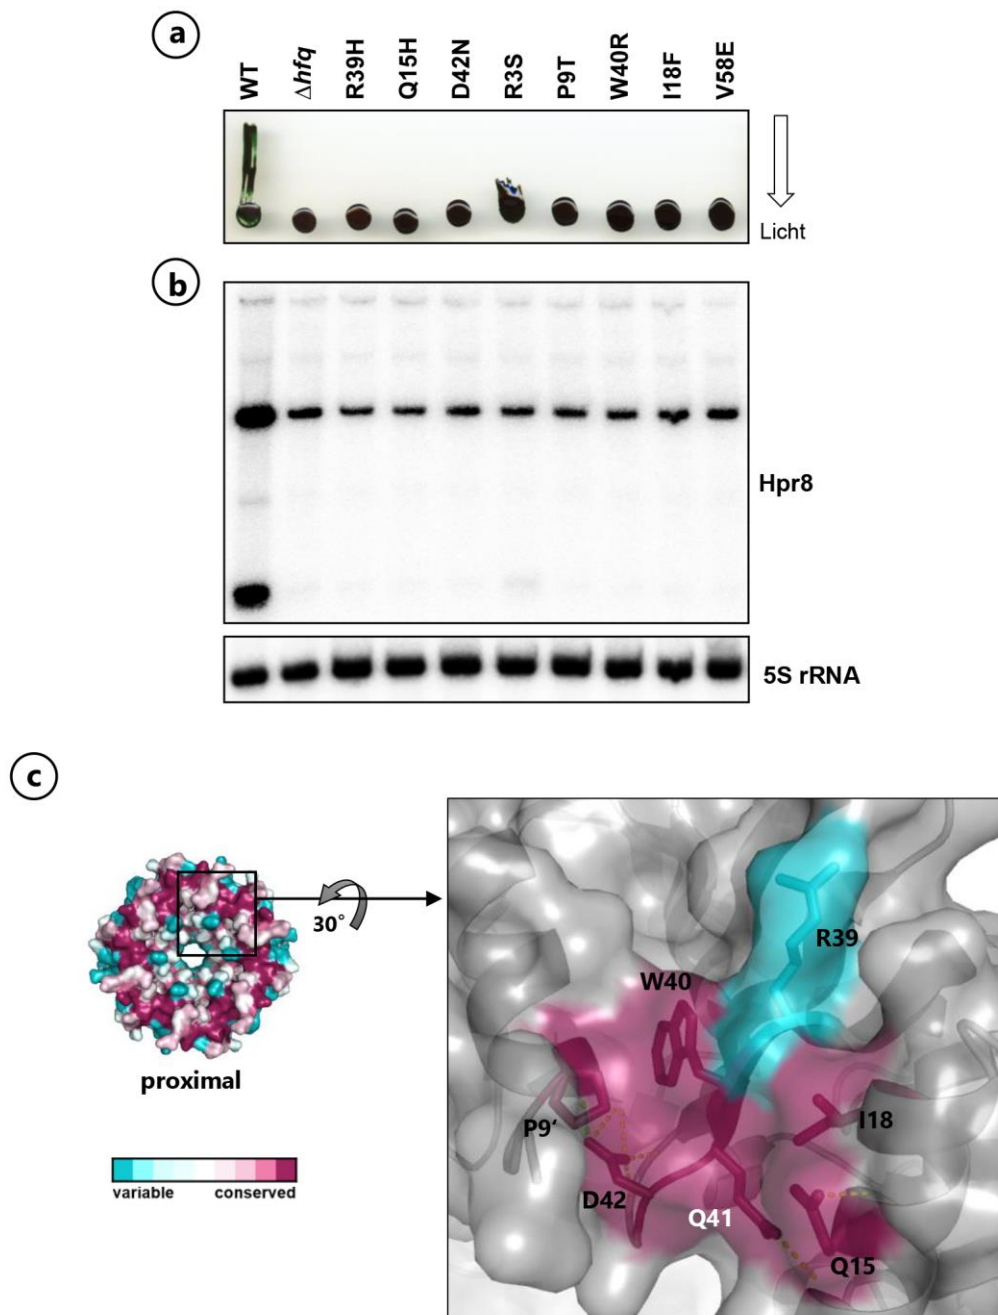 a
WT
Δhfq
R39H
Q15H
D42N
R3S
P9T
W40R
I18F
V58E
Licht
b
Hpr8
5S rRNA
c
30°
proximal
variable
conserved
R39
W40
P9‘
I18
D42
Q41
Q15